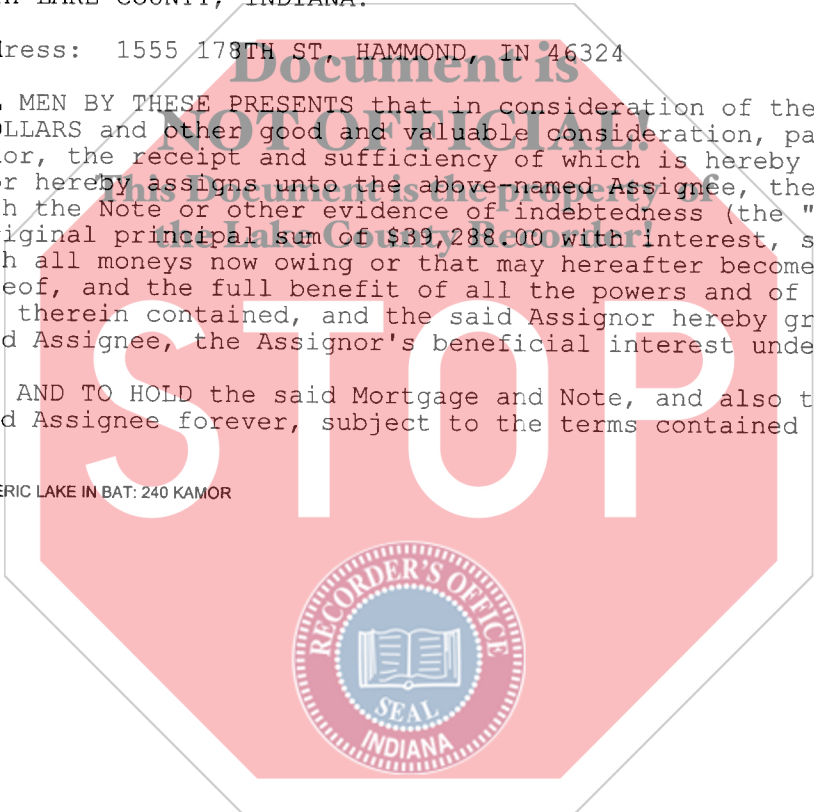 LAKE COUNTY, INDIANA.
dress: 1555 178TH ST, HAMMOND, IN 46324
Document is
MEN BY THESE PRESENTS that in consideration of the
OLLARS and other good and valuable consideration, pa
NOT OFFICIAL!
or, the receipt and sufficiency of which is hereby
r hereby assigns unto the above-named Assignee, the
This Document is the property of
h the Note or other evidence of indebtedness (the "
riginal principal sum of $39,288.00 with interest, s
the Lake County Recorder!
h all moneys now owing or that may hereafter become
eof, and the full benefit of all the powers and of
therein contained, and the said Assignor hereby gr
d Assignee, the Assignor's beneficial interest unde
STOP
AND TO HOLD the said Mortgage and Note, and also t
d Assignee forever, subject to the terms contained
ERIC LAKE IN BAT: 240 KAMOR
RECORDER'S OFFICE
SEAL
INDIANA